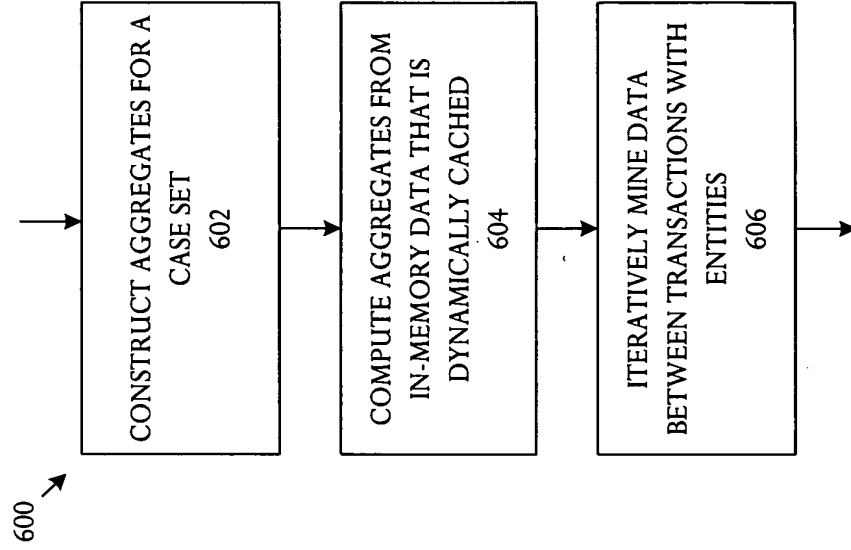 600
CONSTRUCT AGGREGATES FOR A
CASE SET
602
COMPUTE AGGREGATES FROM
IN-MEMORY DATA THAT IS
DYNAMICALLY CACHED
604
ITERATIVELY MINE DATA
BETWEEN TRANSACTIONS WITH
ENTITIES
606